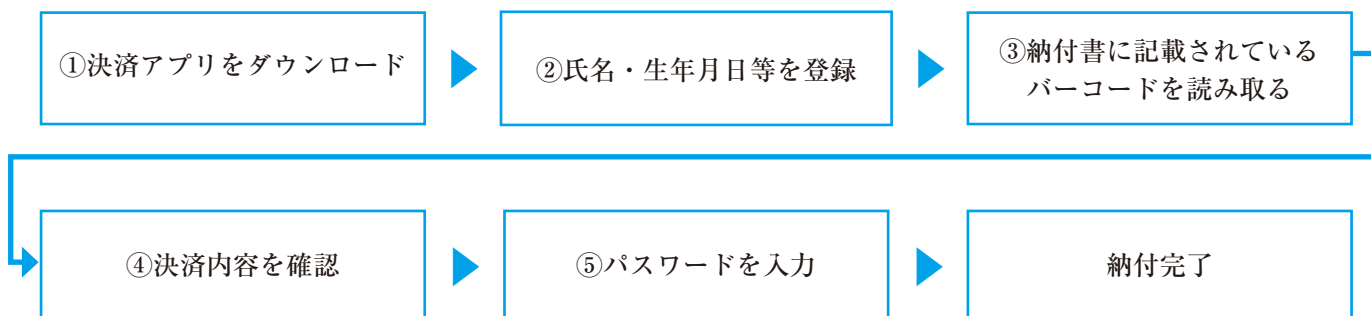 ①決済アプリをダウンロード
②氏名・生年月日等を登録
③納付書に記載されている
バーコードを読み取る
④決済内容を確認
⑤パスワードを入力
納付完了